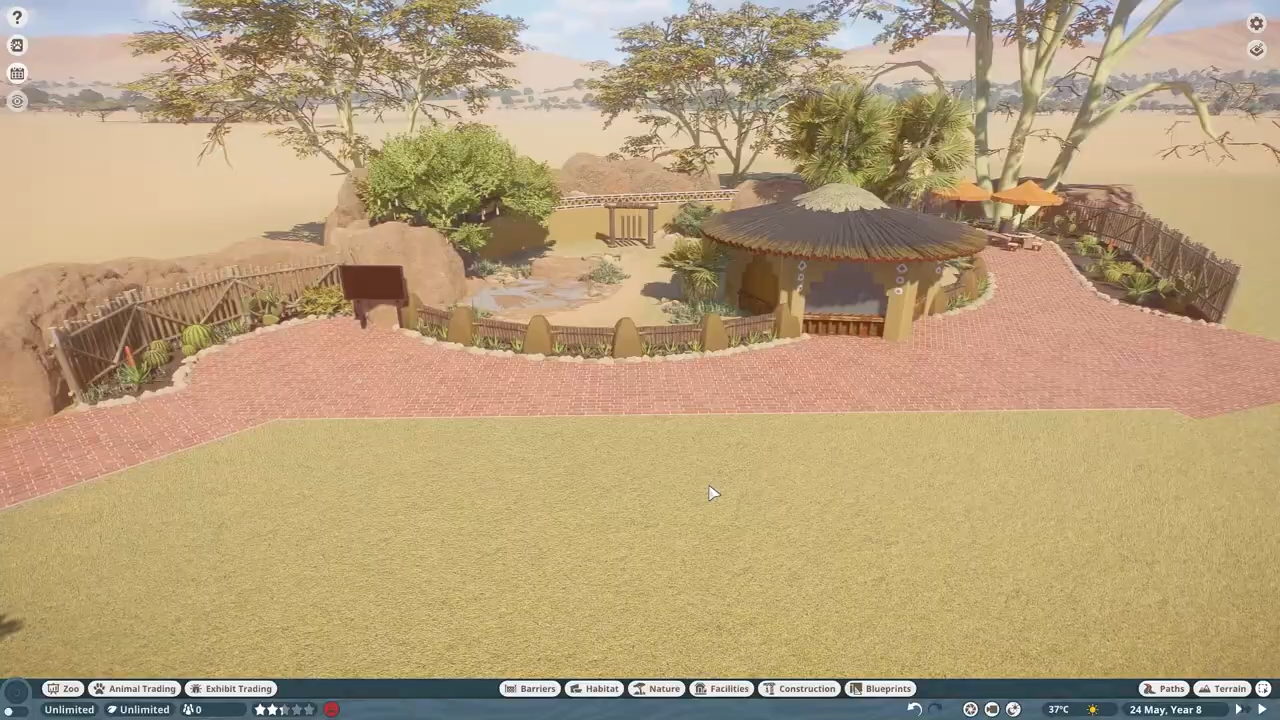 ?
Zoo
Animal Trading
Exhibit Trading
Barriers
Habitat
Nature
Facilities
Construction
Blueprints
Paths
Terrain
Unlimited
Unlimited
0
37°C
24 May, Year 8